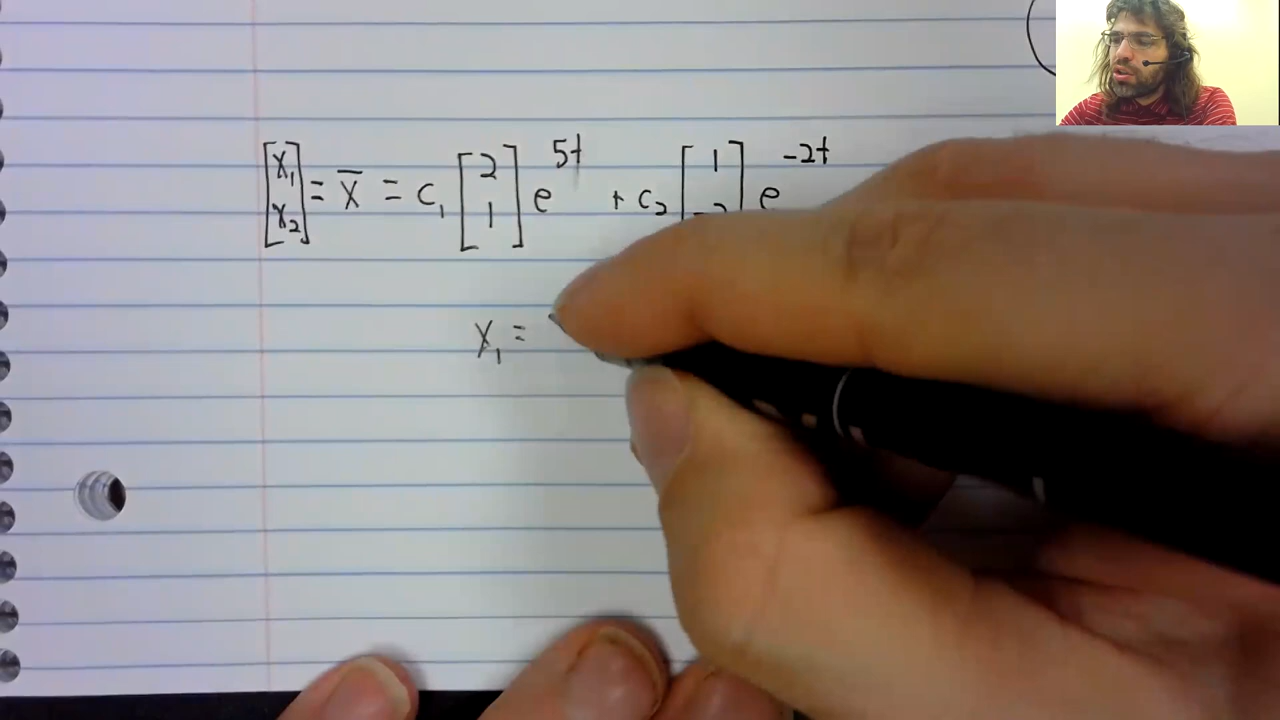 [x₁ x₂] = x̄ = c₁ [2 1] e^5t + c₂ [1 ] e^-2t
x₁ =